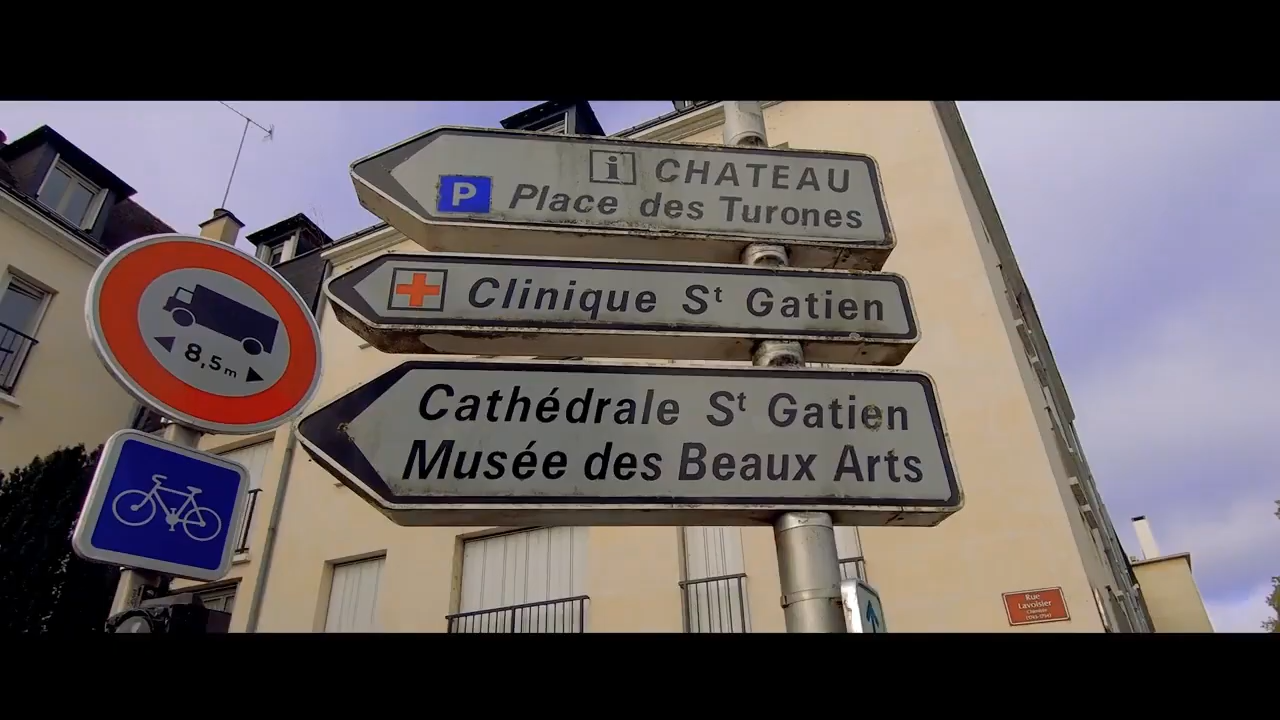 i CHATEAU
P Place des Turones
Clinique St Gatien
Cathédrale St Gatien
Musée des Beaux Arts
8,5m
Rue
Lavoisier